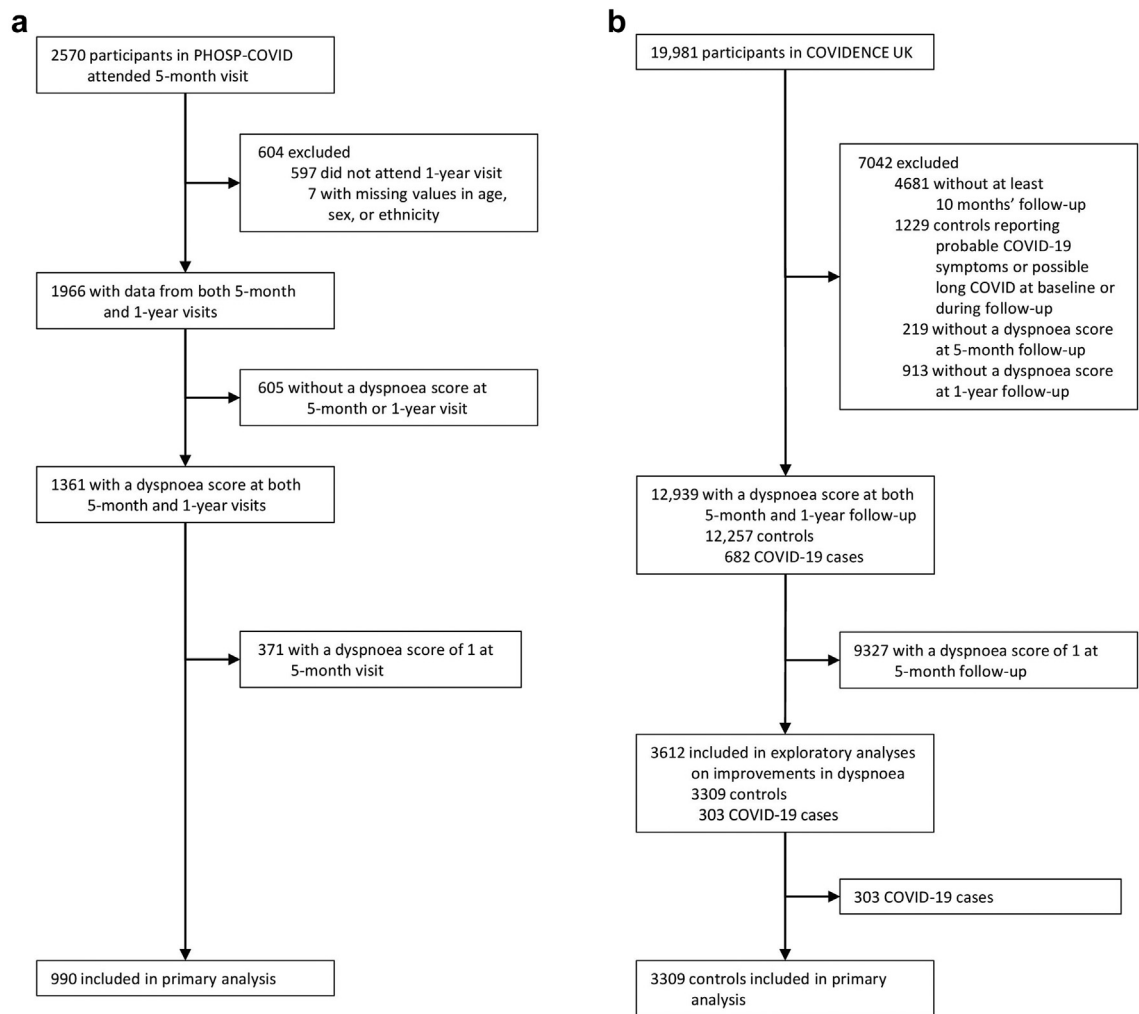 a
2570 participants in PHOSP-COVID
attended 5-month visit
604 excluded
597 did not attend 1-year visit
7 with missing values in age,
sex, or ethnicity
1966 with data from both 5-month
and 1-year visits
605 without a dyspnoea score at
5-month or 1-year visit
1361 with a dyspnoea score at both
5-month and 1-year visits
371 with a dyspnoea score of 1 at
5-month visit
990 included in primary analysis
b
19,981 participants in COVIDENCE UK
7042 excluded
4681 without at least
10 months’ follow-up
1229 controls reporting
probable COVID-19
symptoms or possible
long COVID at baseline or
during follow-up
219 without a dyspnoea score
at 5-month follow-up
913 without a dyspnoea score
at 1-year follow-up
12,939 with a dyspnoea score at both
5-month and 1-year follow-up
12,257 controls
682 COVID-19 cases
9327 with a dyspnoea score of 1 at
5-month follow-up
3612 included in exploratory analyses
on improvements in dyspnoea
3309 controls
303 COVID-19 cases
303 COVID-19 cases
3309 controls included in primary
analysis